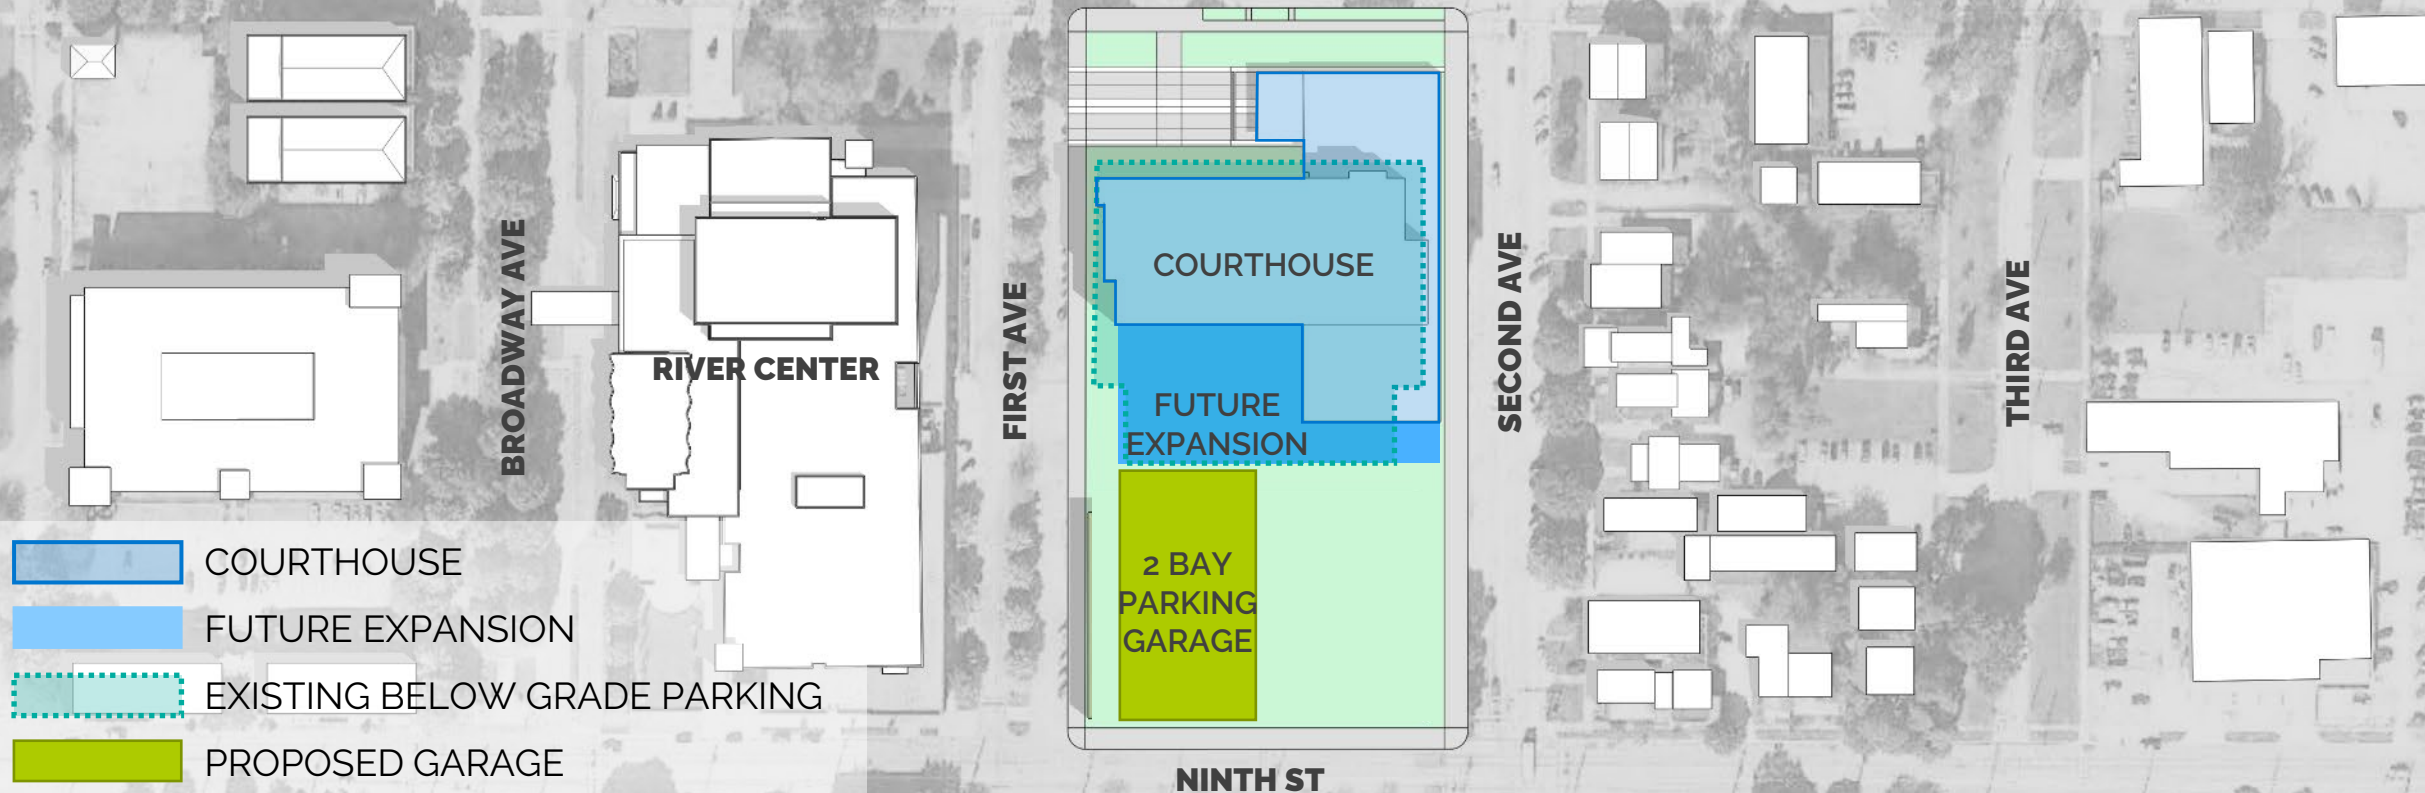 BROADWAY AVE
RIVER CENTER
FIRST AVE
COURTHOUSE
FUTURE
EXPANSION
2 BAY
PARKING
GARAGE
SECOND AVE
THIRD AVE
NINTH ST
COURTHOUSE
FUTURE EXPANSION
EXISTING BELOW GRADE PARKING
PROPOSED GARAGE